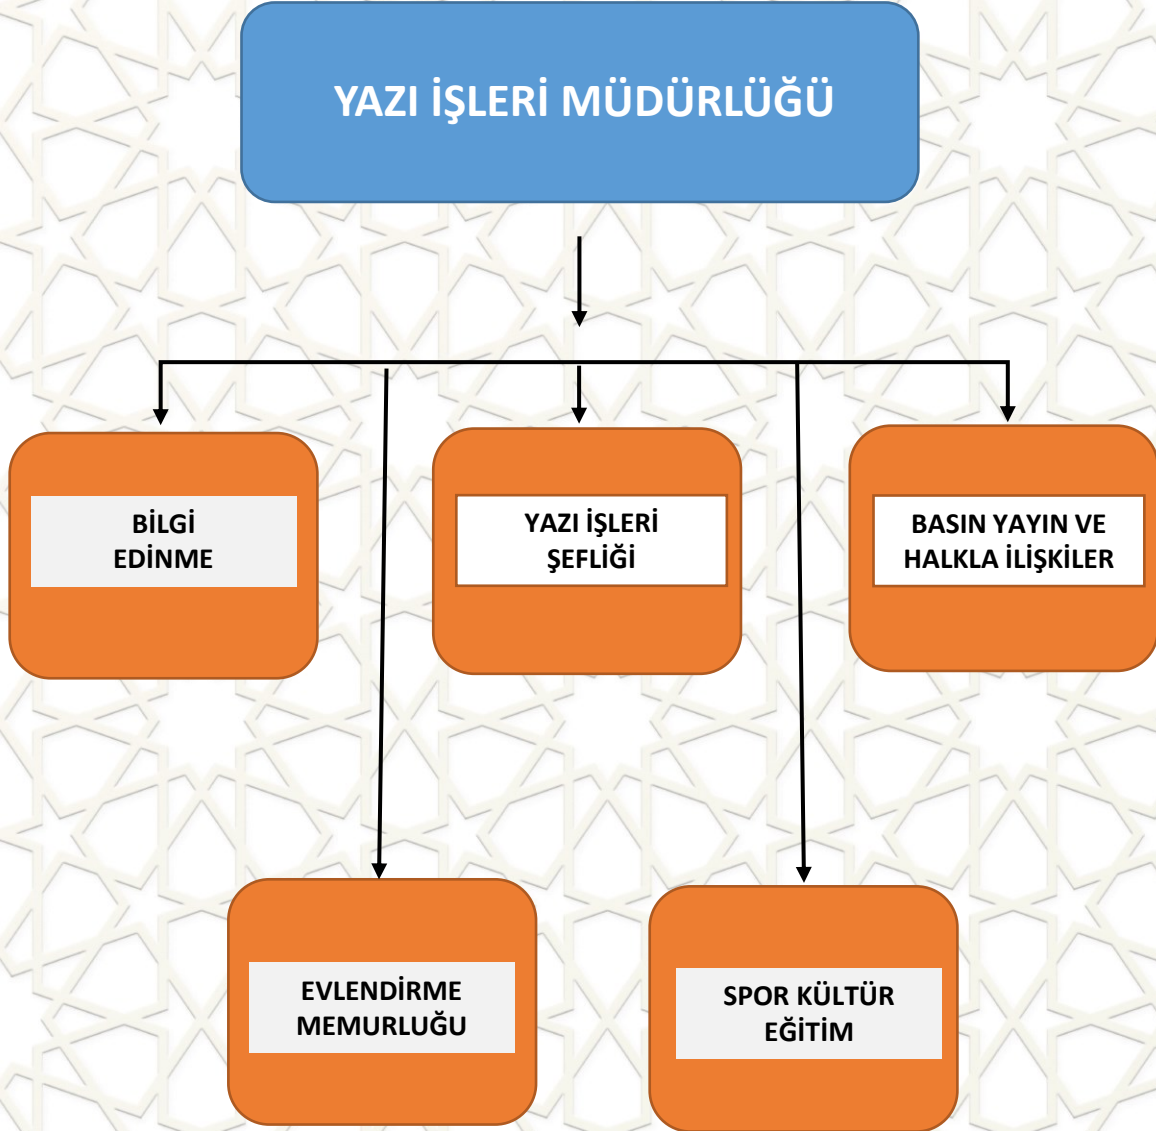 YAZI İŞLERİ MÜDÜRLÜĞÜ
BİLGİ
EDİNME
YAZI İŞLERİ
ŞEFLİĞİ
BASIN YAYIN VE
HALKLA İLİŞKİLER
EVLENDİRME
MEMURLUĞU
SPOR KÜLTÜR
EĞİTİM